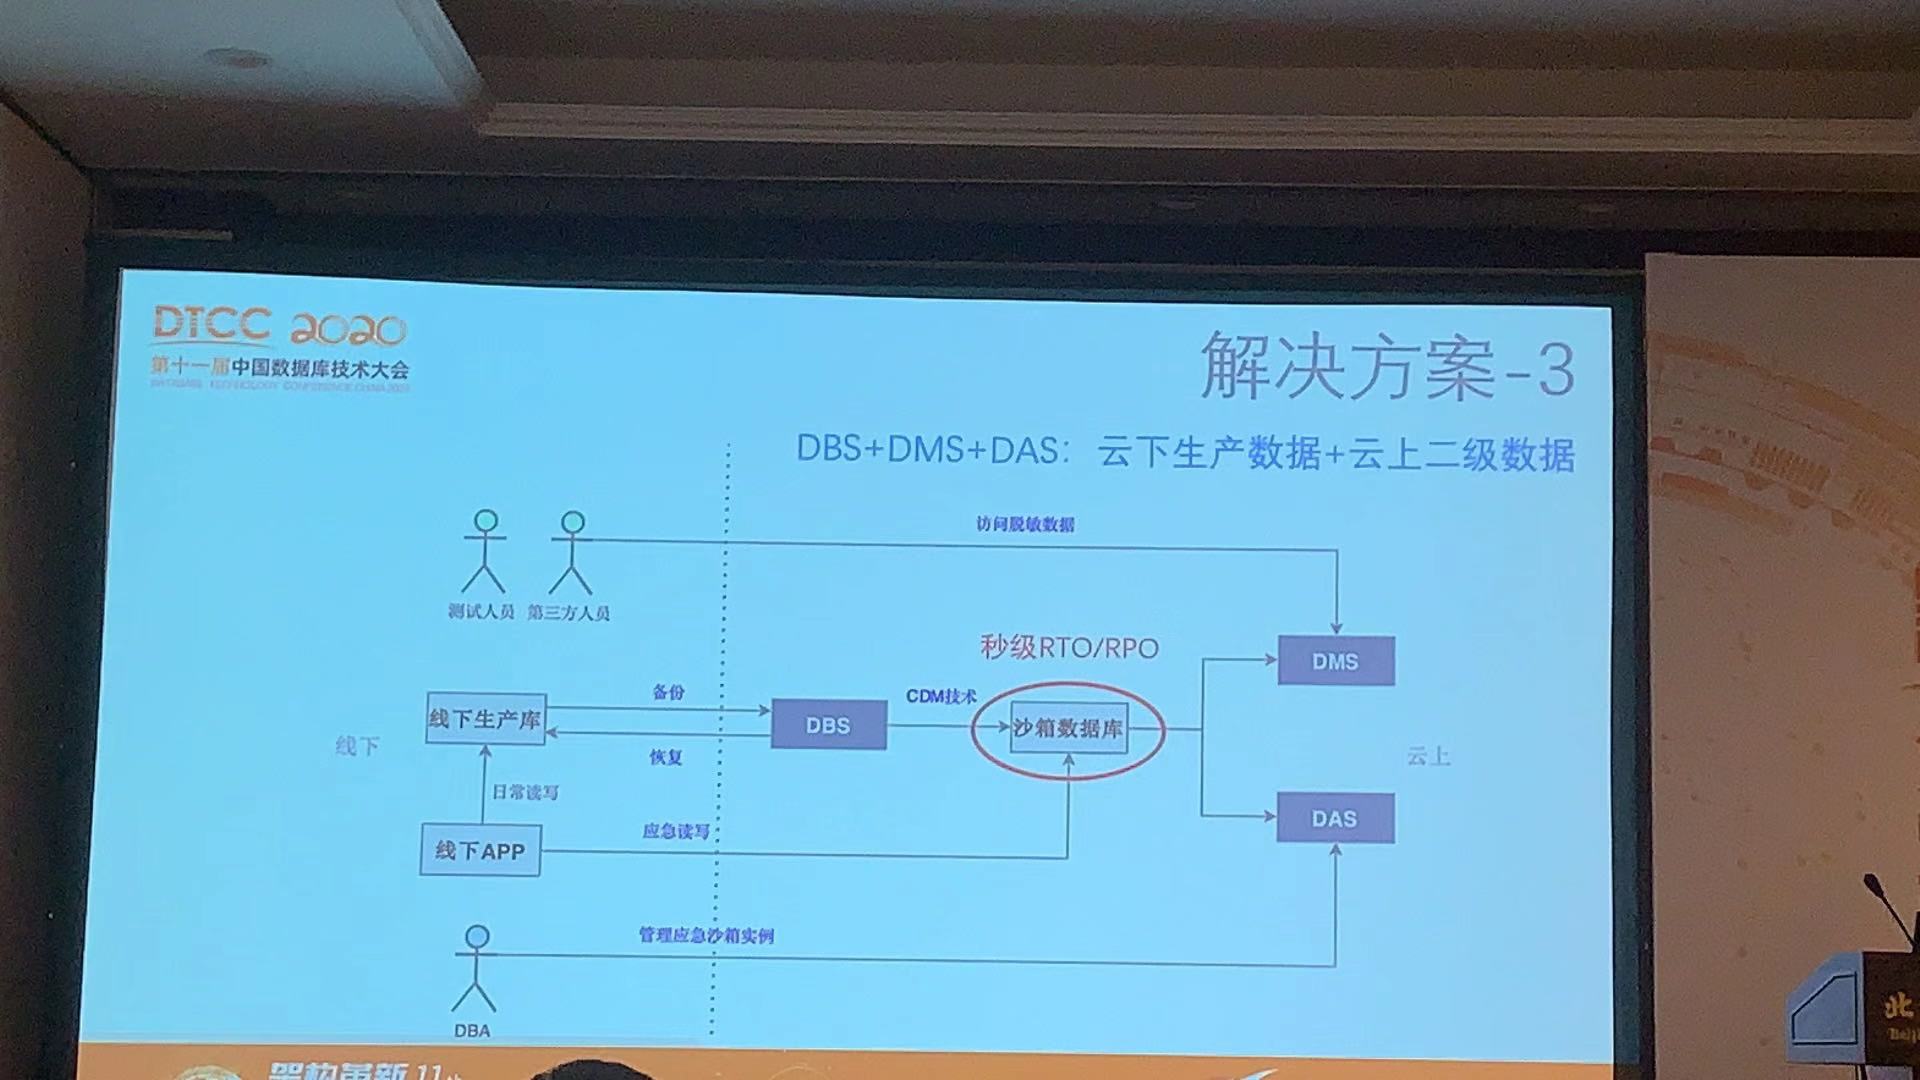 DTCC 2020
第十一届中国数据库技术大会
DATABASE TECHNOLOGY CONFERENCE CHINA 2020
解决方案-3
DBS+DMS+DAS：云下生产数据+云上二级数据
访问脱敏数据
测试人员 第三方人员
秒级RTO/RPO
DMS
备份
CDM技术
线下生产库
DBS
沙箱数据库
线下
恢复
云上
日常读写
应急读写
DAS
线下APP
管理应急沙箱实例
DBA
架构革新 11th
北
Beij